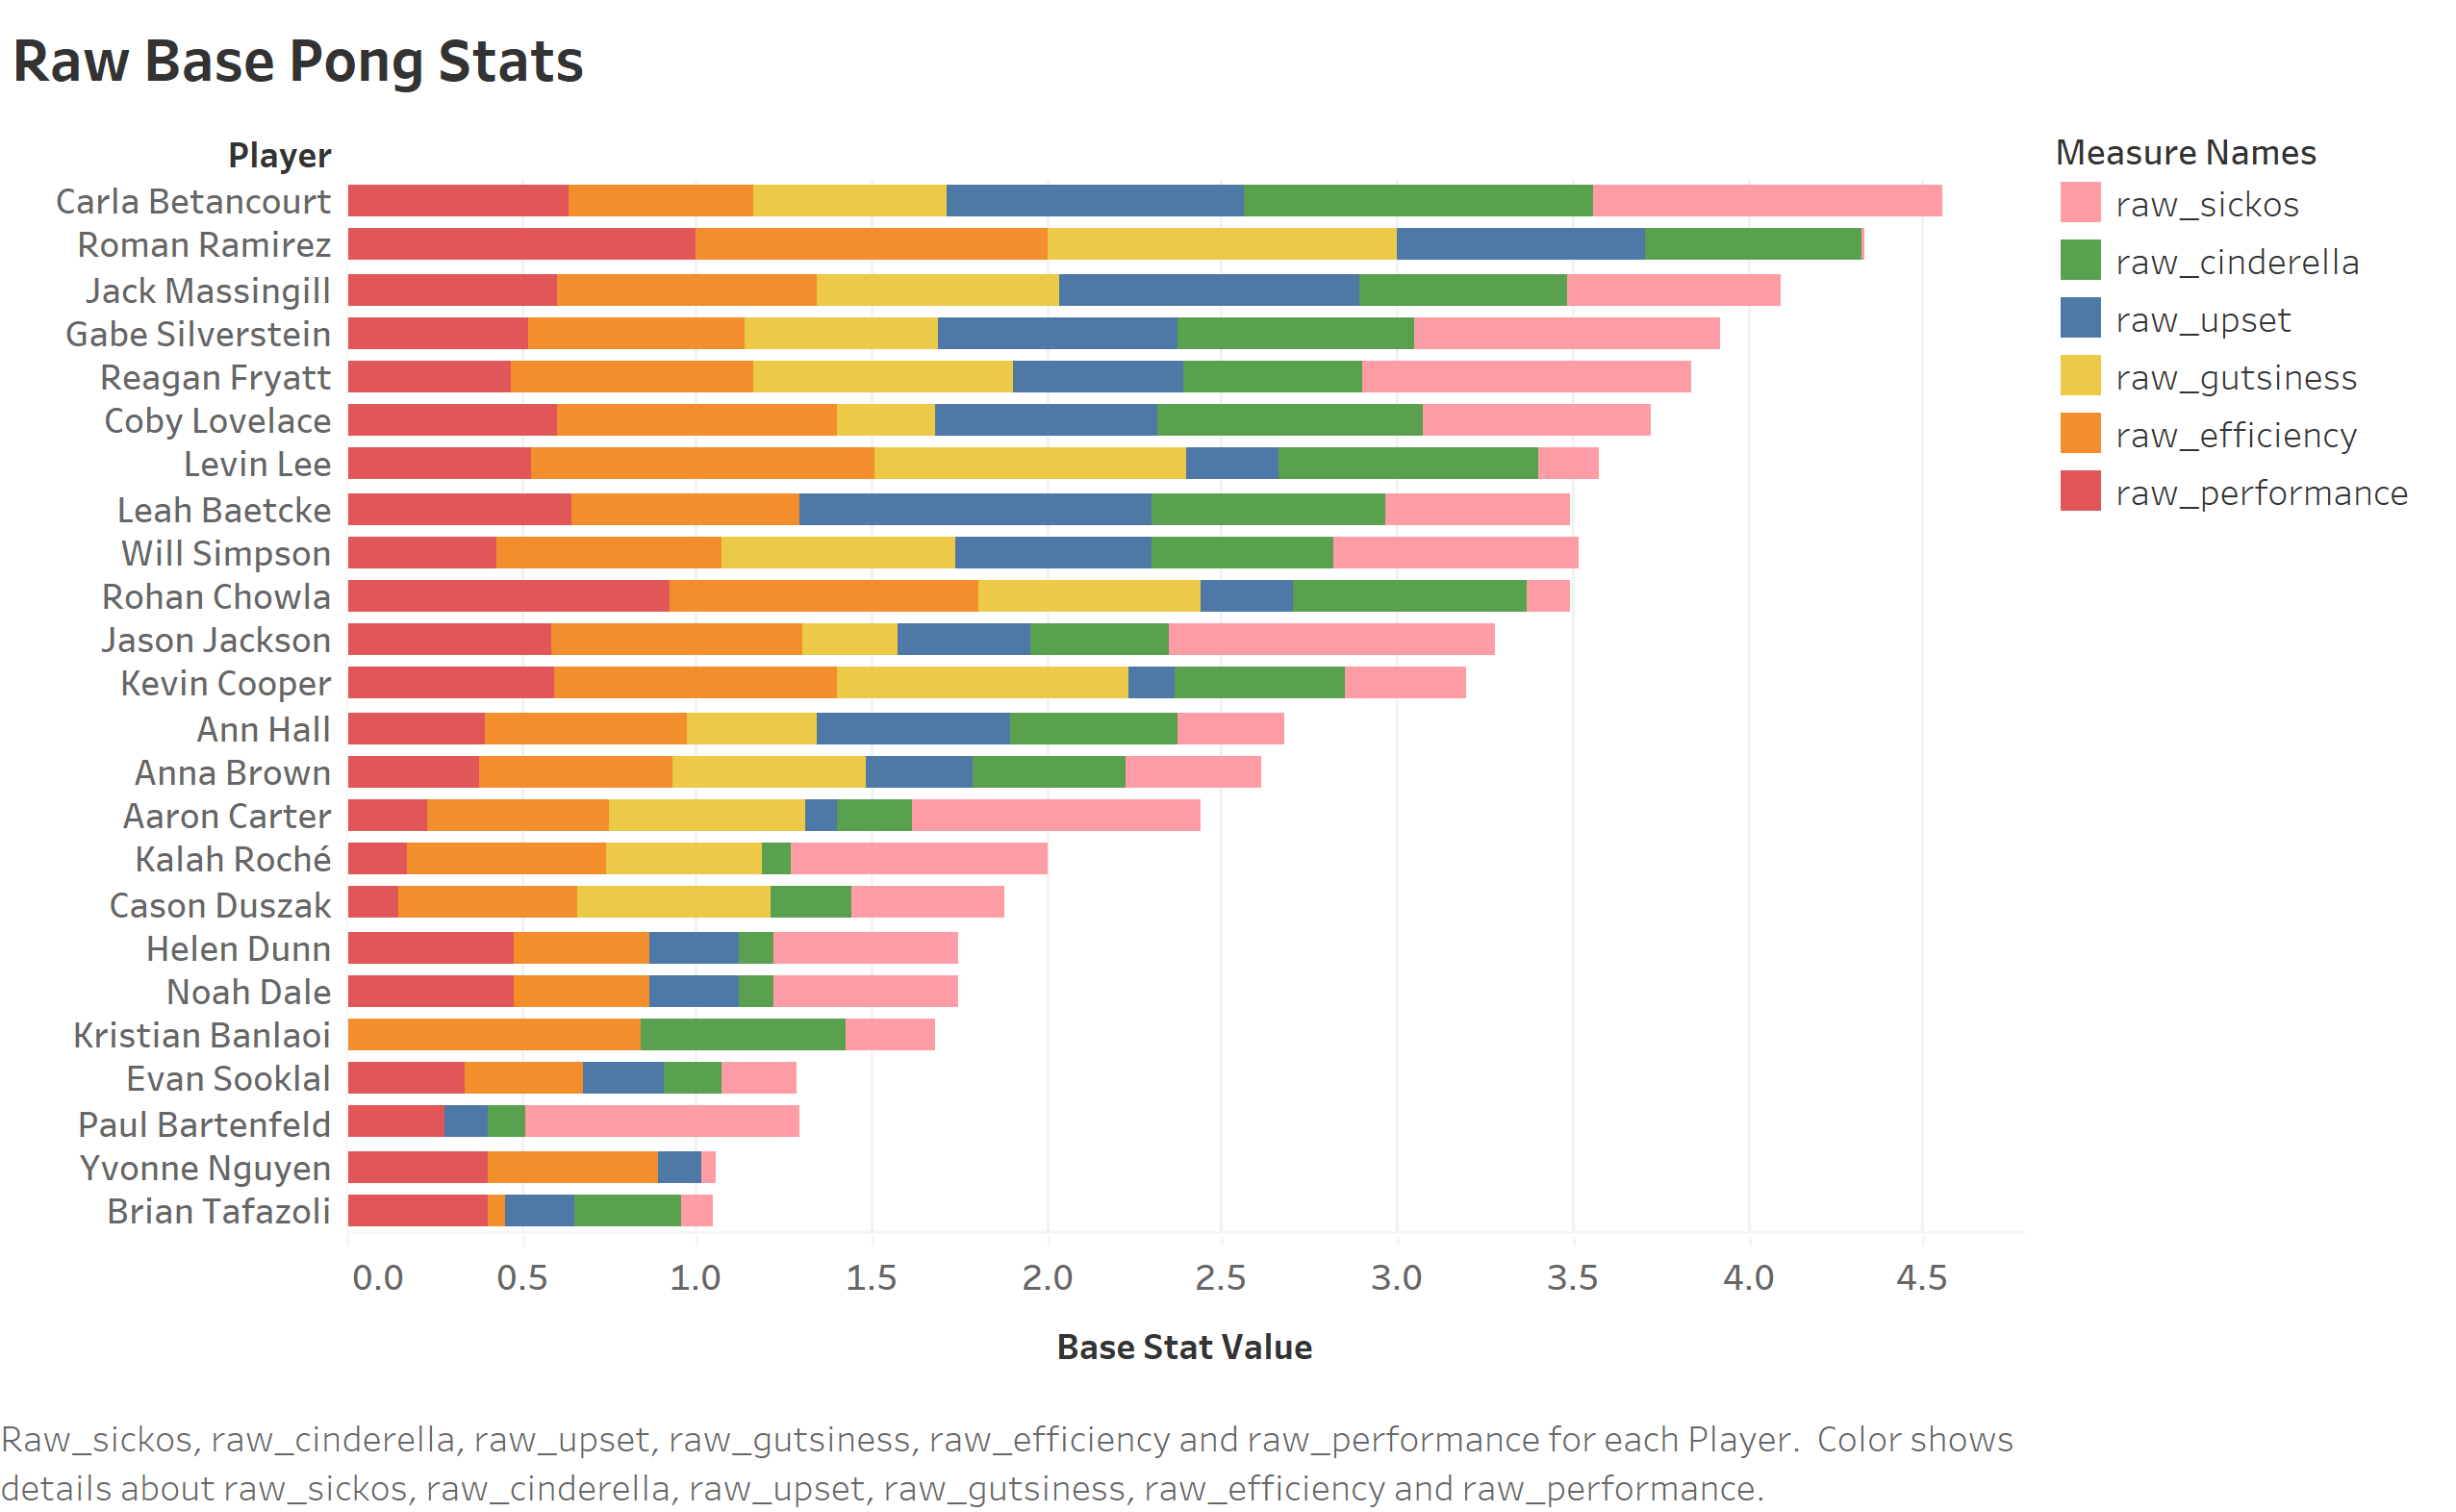 Raw Base Pong Stats
Player
Measure Names
Carla Betancourt
Roman Ramirez
Jack Massingill
Gabe Silverstein
Reagan Fryatt
Coby Lovelace
Levin Lee
Leah Baetcke
Will Simpson
Rohan Chowla
Jason Jackson
Kevin Cooper
Ann Hall
Anna Brown
Aaron Carter
Kalah Roché
Cason Duszak
Helen Dunn
Noah Dale
Kristian Banlaoi
Evan Sooklal
Paul Bartenfeld
Yvonne Nguyen
Brian Tafazoli
raw_sickos
raw_cinderella
raw_upset
raw_gutsiness
raw_efficiency
raw_performance
0.0 0.5 1.0 1.5 2.0 2.5 3.0 3.5 4.0 4.5
Base Stat Value
Raw_sickos, raw_cinderella, raw_upset, raw_gutsiness, raw_efficiency and raw_performance for each Player.  Color shows
details about raw_sickos, raw_cinderella, raw_upset, raw_gutsiness, raw_efficiency and raw_performance.